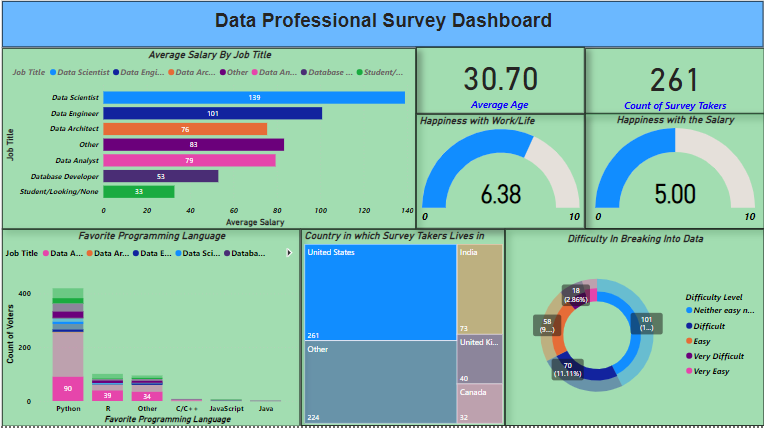 Data Professional Survey Dashboard
Average Salary By Job Title
Job Title Data Scientist Data Engi... Data Arc... Other Data An... Database ... Student/...
Job Title
Data Scientist 139
Data Engineer 101
Data Architect 76
Other 83
Data Analyst 79
Database Developer 53
Student/Looking/None 33
0 20 40 60 80 100 120 140
Average Salary
30.70
Average Age
261
Count of Survey Takers
Happiness with Work/Life
6.38
0 10
Happiness with the Salary
5.00
0 10
Favorite Programming Language
Job Title Data A... Data Ar... Data E... Data Sci... Databa...
Count of Voters
400
200
0
90 39 34
Python R Other C/C++ JavaScript Java
Favorite Programming Language
Country in which Survey Takers Lives in
United States
261
Other
224
India
73
United Ki...
40
Canada
32
Difficulty In Breaking Into Data
18
(2.86%)
58
(9...)
101
(1...)
70
(11.11%)
Difficulty Level
Neither easy n...
Difficult
Easy
Very Difficult
Very Easy